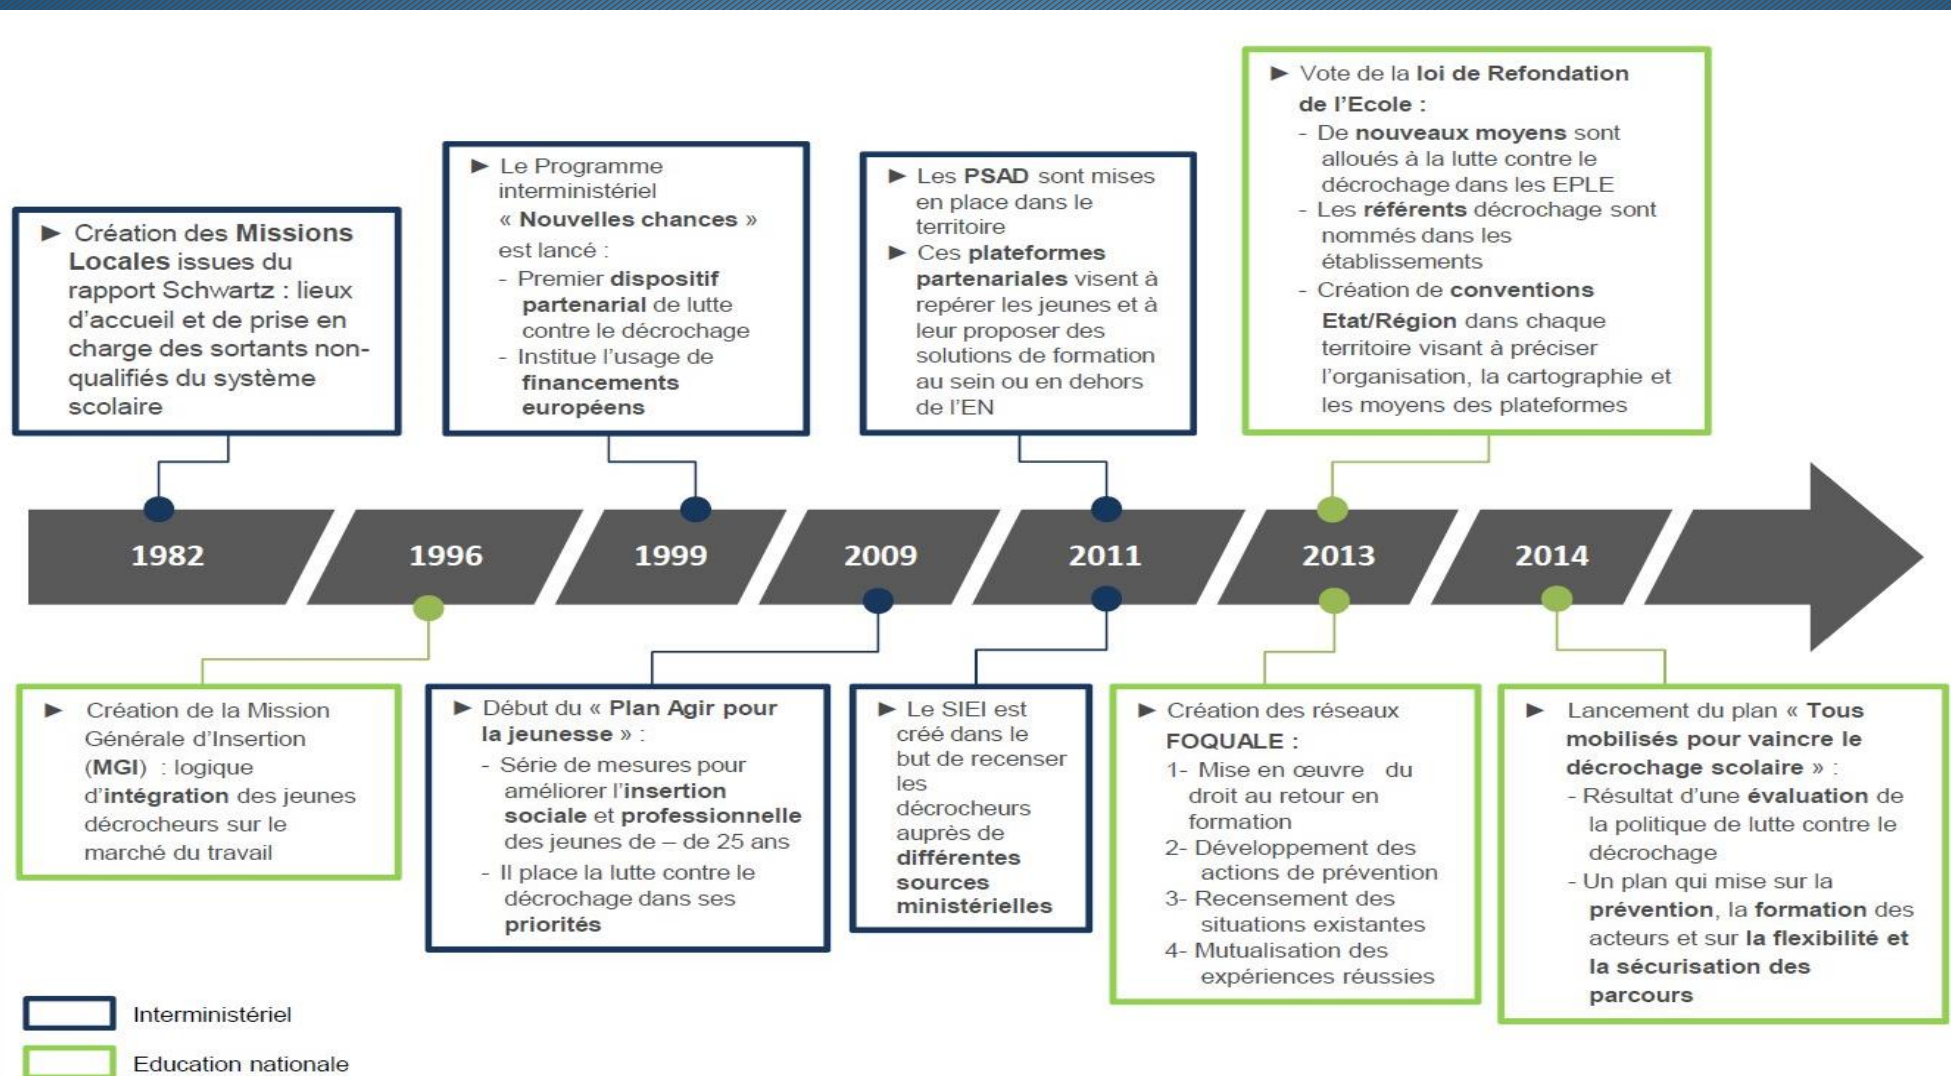 ► Création des Missions
Locales issues du
rapport Schwartz : lieux
d’accueil et de prise en
charge des sortants non-
qualifiés du système
scolaire
► Le Programme
interministériel
« Nouvelles chances »
est lancé :
- Premier dispositif
partenarial de lutte
contre le décrochage
- Institue l’usage de
financements
européens
► Les PSAD sont mises
en place dans le
territoire
► Ces plateformes
partenariales visent à
repérer les jeunes et à
leur proposer des
solutions de formation
au sein ou en dehors
de l’EN
► Vote de la loi de Refondation
de l’Ecole :
- De nouveaux moyens sont
alloués à la lutte contre le
décrochage dans les EPLE
- Les référents décrochage sont
nommés dans les
établissements
- Création de conventions
Etat/Région dans chaque
territoire visant à préciser
l’organisation, la cartographie et
les moyens des plateformes
1982 1996 1999 2009 2011 2013 2014
► Création de la Mission
Générale d’Insertion
(MGI) : logique
d’intégration des jeunes
décrocheurs sur le
marché du travail
► Début du « Plan Agir pour
la jeunesse » :
- Série de mesures pour
améliorer l’insertion
sociale et professionnelle
des jeunes de – de 25 ans
- Il place la lutte contre le
décrochage dans ses
priorités
► Le SIEI est
créé dans le
but de recenser
les
décrocheurs
auprès de
différentes
sources
ministérielles
► Création des réseaux
FOQUALE :
1- Mise en œuvre du
droit au retour en
formation
2- Développement des
actions de prévention
3- Recensement des
situations existantes
4- Mutualisation des
expériences réussies
► Lancement du plan « Tous
mobilisés pour vaincre le
décrochage scolaire » :
- Résultat d’une évaluation de
la politique de lutte contre le
décrochage
- Un plan qui mise sur la
prévention, la formation des
acteurs et sur la flexibilité et
la sécurisation des
parcours
Interministériel
Education nationale